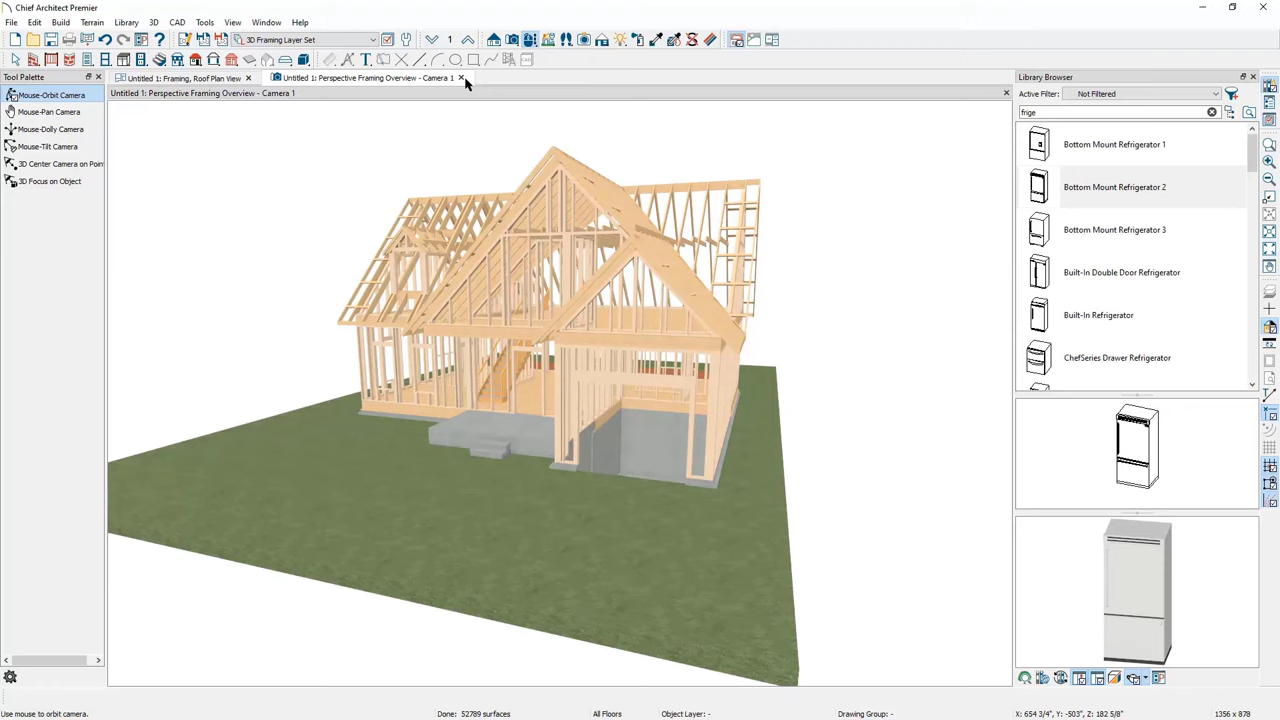 Chief Architect Premier
File Edit Build Terrain Library 3D CAD Tools View Window Help
3D Framing Layer Set
1
Tool Palette
Untitled 1: Framing, Roof Plan View
Untitled 1: Perspective Framing Overview - Camera 1
Library Browser
Untitled 1: Perspective Framing Overview - Camera 1
Active Filter: Not Filtered
frige
Mouse-Orbit Camera
Mouse-Pan Camera
Mouse-Dolly Camera
Mouse-Tilt Camera
3D Center Camera on Poin
3D Focus on Object
Bottom Mount Refrigerator 1
Bottom Mount Refrigerator 2
Bottom Mount Refrigerator 3
Built-In Double Door Refrigerator
Built-In Refrigerator
ChefSeries Drawer Refrigerator
Use mouse to orbit camera.
Done: 52789 surfaces
All Floors
Object Layer: -
Drawing Group: -
X: 654 3/4", Y: -503", Z: 182 5/8"
1356 x 878